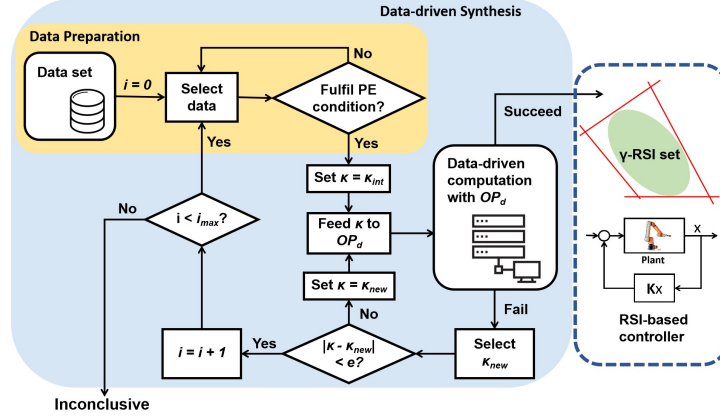 Data-driven Synthesis
Data Preparation
Data set
i = 0
Select
data
No
Fulfil PE
condition?
Yes
Yes
Set κ = κint
Feed κ to
OPd
Set κ = κnew
No
|κ - κnew|
< e?
Yes
i = i + 1
i < imax?
No
Inconclusive
Data-driven
computation
with OPd
Fail
Select
κnew
Succeed
γ-RSI set
x
Plant
Kx
RSI-based
controller